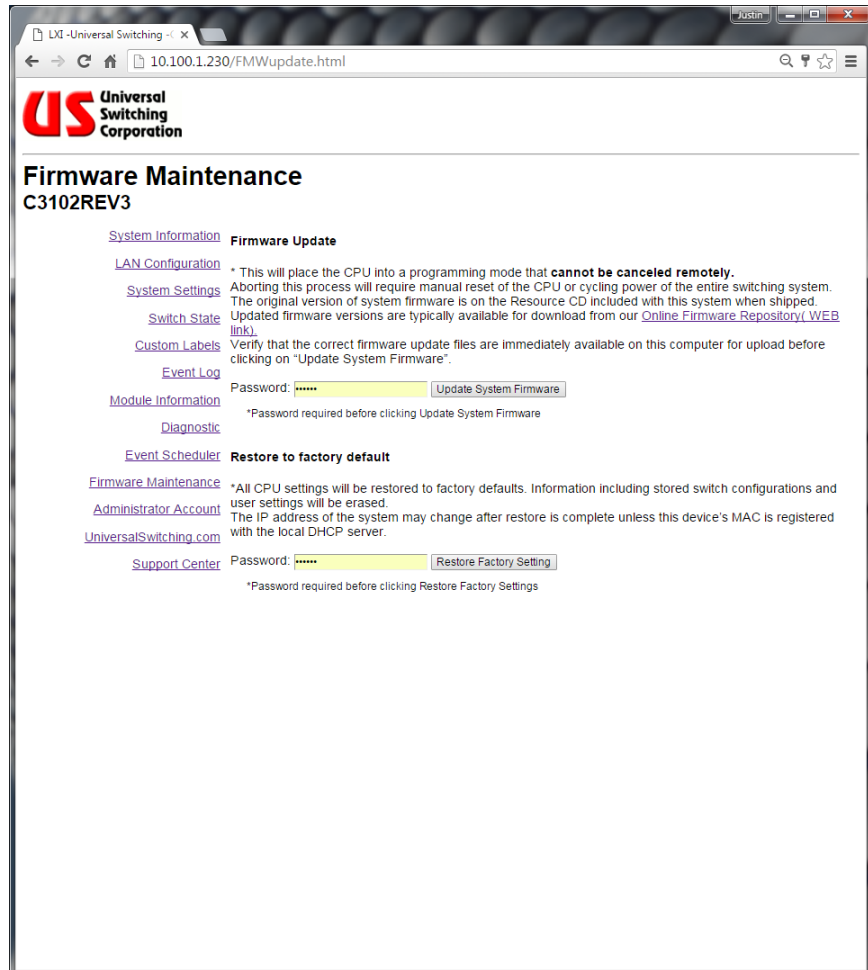 Justin
LXI -Universal Switching -
10.100.1.230/FMWupdate.html
US Universal
Switching
Corporation
Firmware Maintenance
C3102REV3
System Information
LAN Configuration
System Settings
Switch State
Custom Labels
Event Log
Module Information
Diagnostic
Event Scheduler
Firmware Maintenance
Administrator Account
UniversalSwitching.com
Support Center
Firmware Update
* This will place the CPU into a programming mode that cannot be canceled remotely.
Aborting this process will require manual reset of the CPU or cycling power of the entire switching system.
The original version of system firmware is on the Resource CD included with this system when shipped.
Updated firmware versions are typically available for download from our Online Firmware Repository( WEB
link).
Verify that the correct firmware update files are immediately available on this computer for upload before
clicking on “Update System Firmware”.
Password: •••••• Update System Firmware
*Password required before clicking Update System Firmware
Restore to factory default
*All CPU settings will be restored to factory defaults. Information including stored switch configurations and
user settings will be erased.
The IP address of the system may change after restore is complete unless this device’s MAC is registered
with the local DHCP server.
Password: •••••• Restore Factory Setting
*Password required before clicking Restore Factory Settings